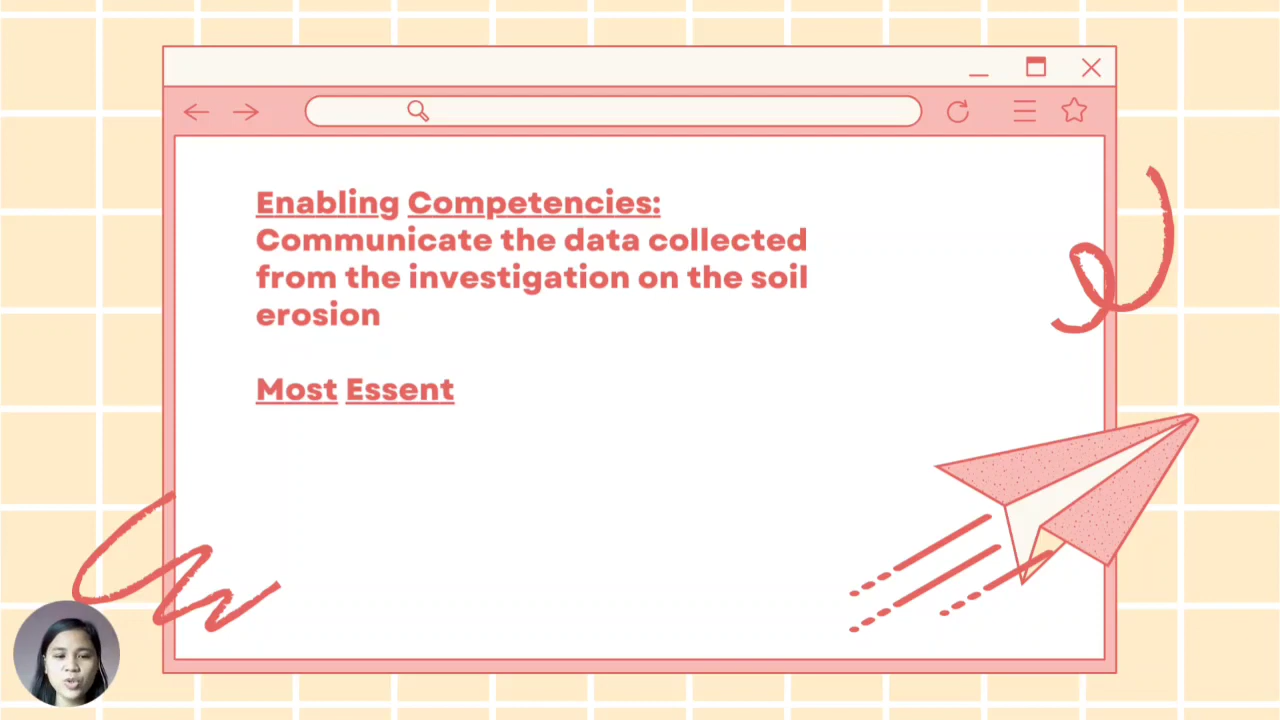 Enabling Competencies:
Communicate the data collected
from the investigation on the soil
erosion
Most Essent